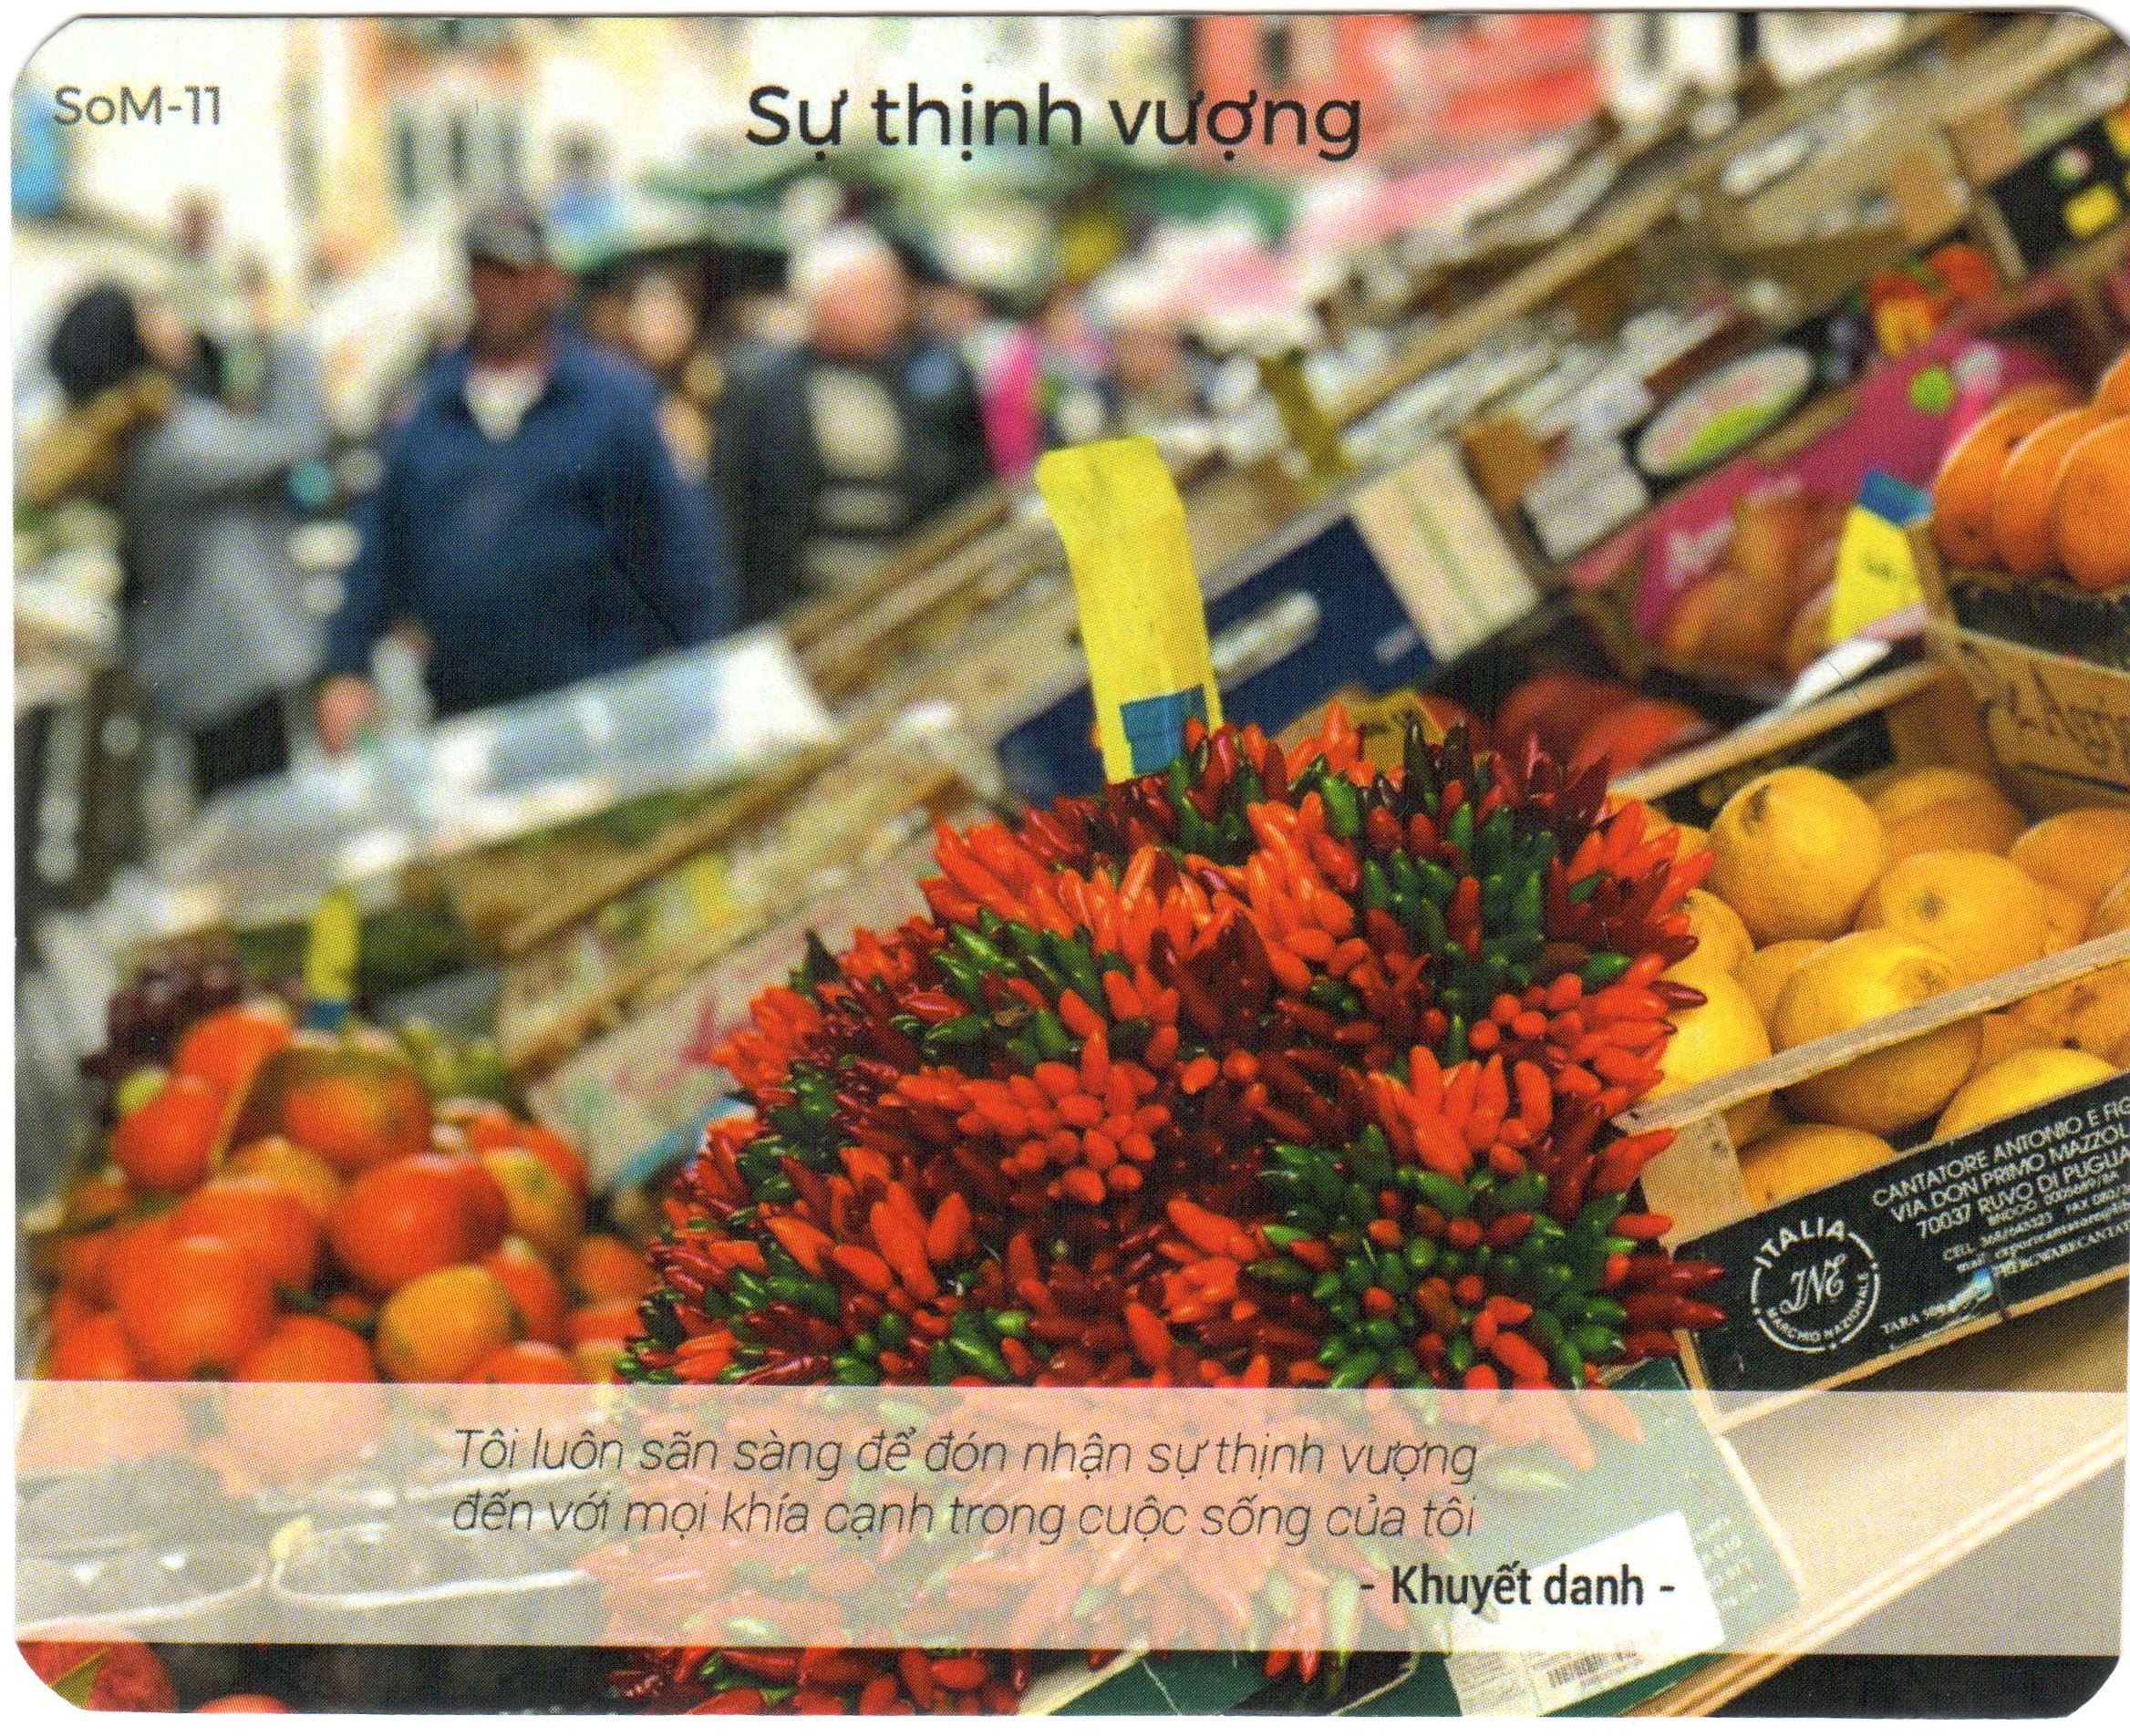 SoM-11
Sự thịnh vượng
CANTATORE ANTONIO E FIG
VIA DON PRIMO MAZZOL
70037 RUVO DI PUGLIA
ITALIA
MARCHIO NAZIONALE
TARA
Tôi luôn sẵn sàng để đón nhận sự thịnh vượng
đến với mọi khía cạnh trong cuộc sống của tôi
- Khuyết danh -